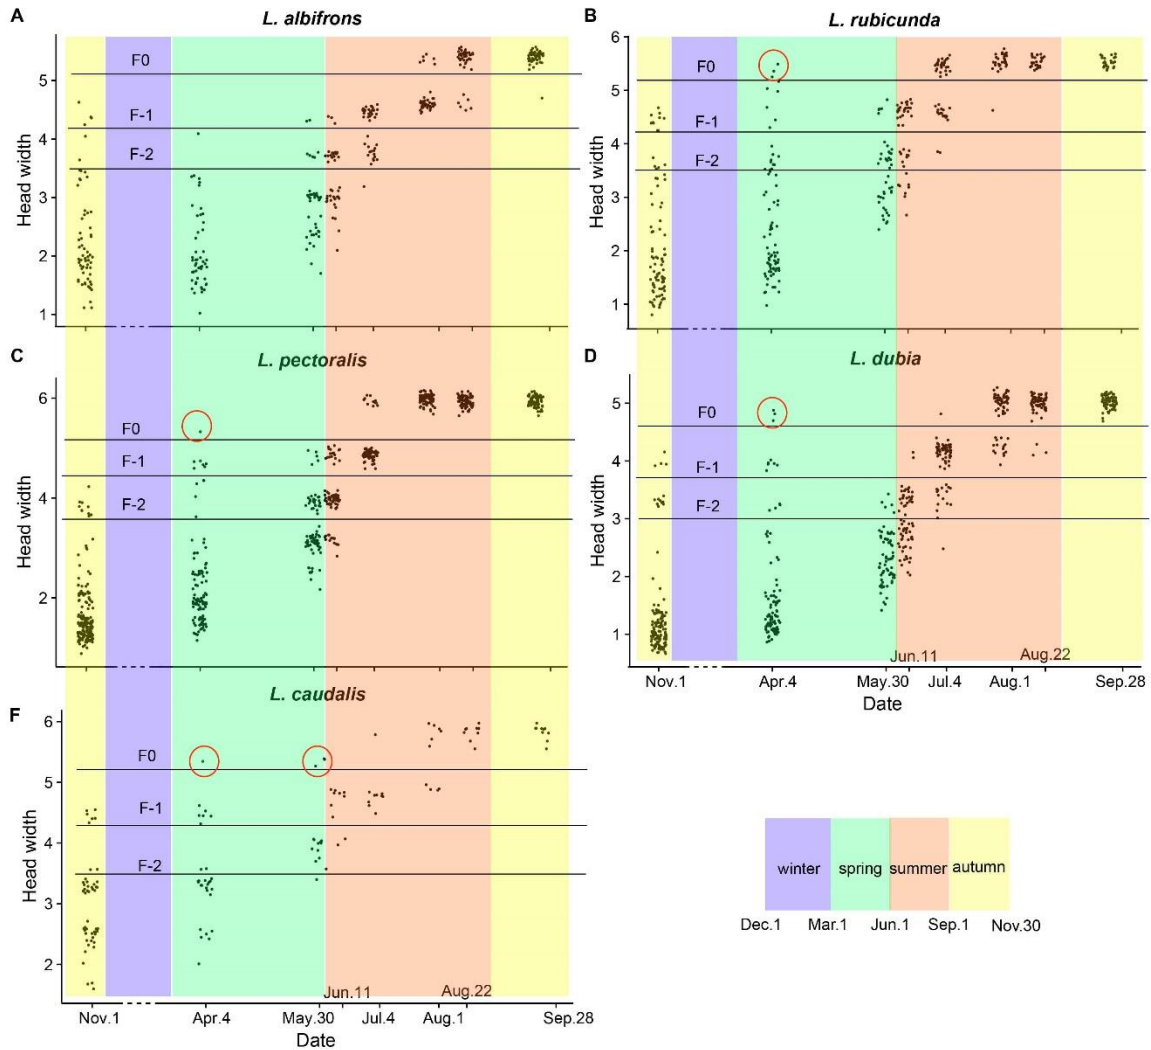 A
L. albifrons
Head width
5
4
3
2
1
F0
F-1
F-2
B
L. rubicunda
Head width
6
5
4
3
2
1
F0
F-1
F-2
C
L. pectoralis
Head width
6
4
2
F0
F-1
F-2
D
L. dubia
Head width
5
4
3
2
1
F0
F-1
F-2
Jun.11
Aug.22
Nov.1
Apr.4
May.30
Jul.4
Aug.1
Sep.28
Date
F
L. caudalis
Head width
6
5
4
3
2
F0
F-1
F-2
Jun.11
Aug.22
Nov.1
Apr.4
May.30
Jul.4
Aug.1
Sep.28
Date
winter
spring
summer
autumn
Dec.1
Mar.1
Jun.1
Sep.1
Nov.30